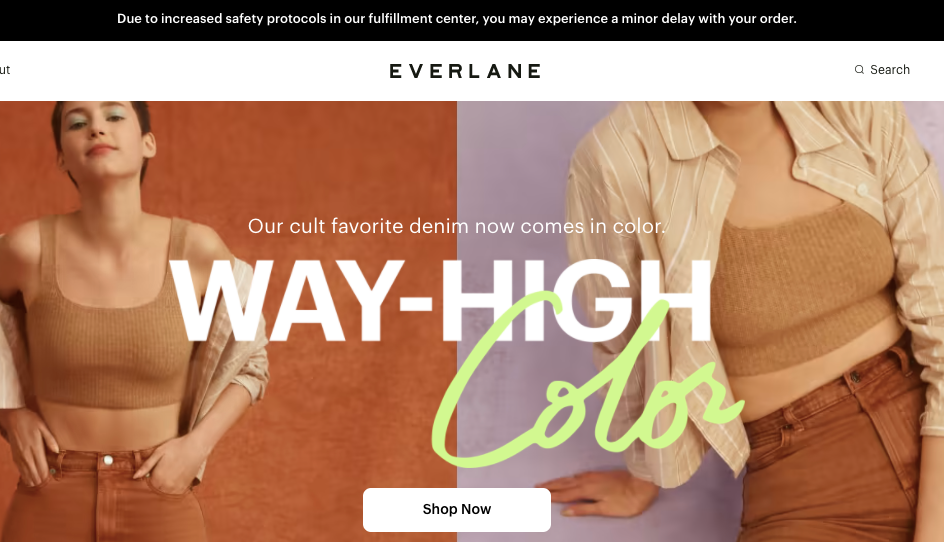 Due to increased safety protocols in our fulfillment center, you may experience a minor delay with your order.
ut
EVERLANE
Search
Our cult favorite denim now comes in color.
WAY-HIGH
Color
Shop Now